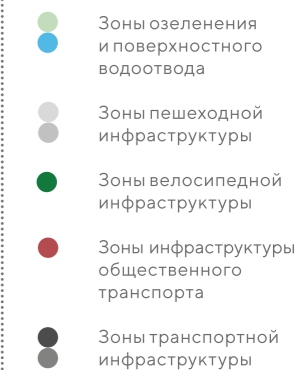 Зоны озеленения
и поверхностного
водоотвода
Зоны пешеходной
инфраструктуры
Зоны велосипедной
инфраструктуры
Зоны инфраструктуры
общественного
транспорта
Зоны транспортной
инфраструктуры